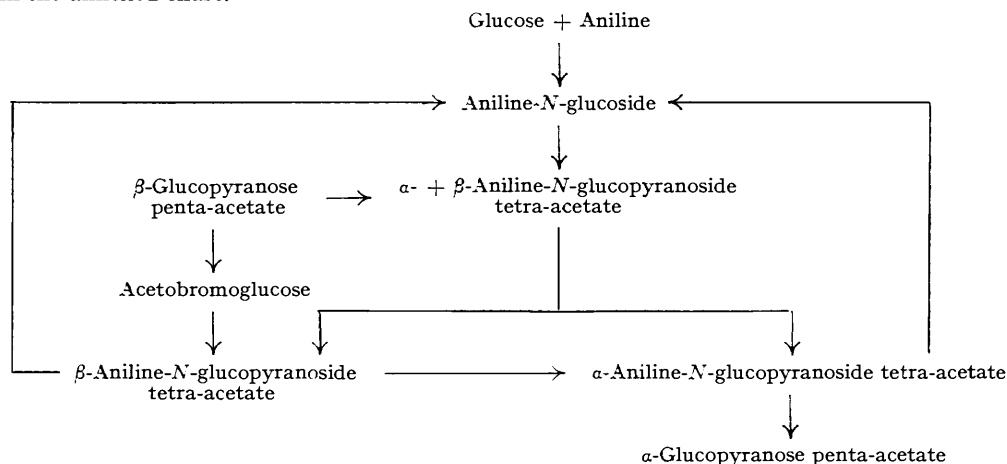 Glucose + Aniline
Aniline-N-glucoside
β-Glucopyranose
penta-acetate
α- + β-Aniline-N-glucopyranoside
tetra-acetate
Acetobromoglucose
β-Aniline-N-glucopyranoside
tetra-acetate
α-Aniline-N-glucopyranoside tetra-acetate
α-Glucopyranose penta-acetate